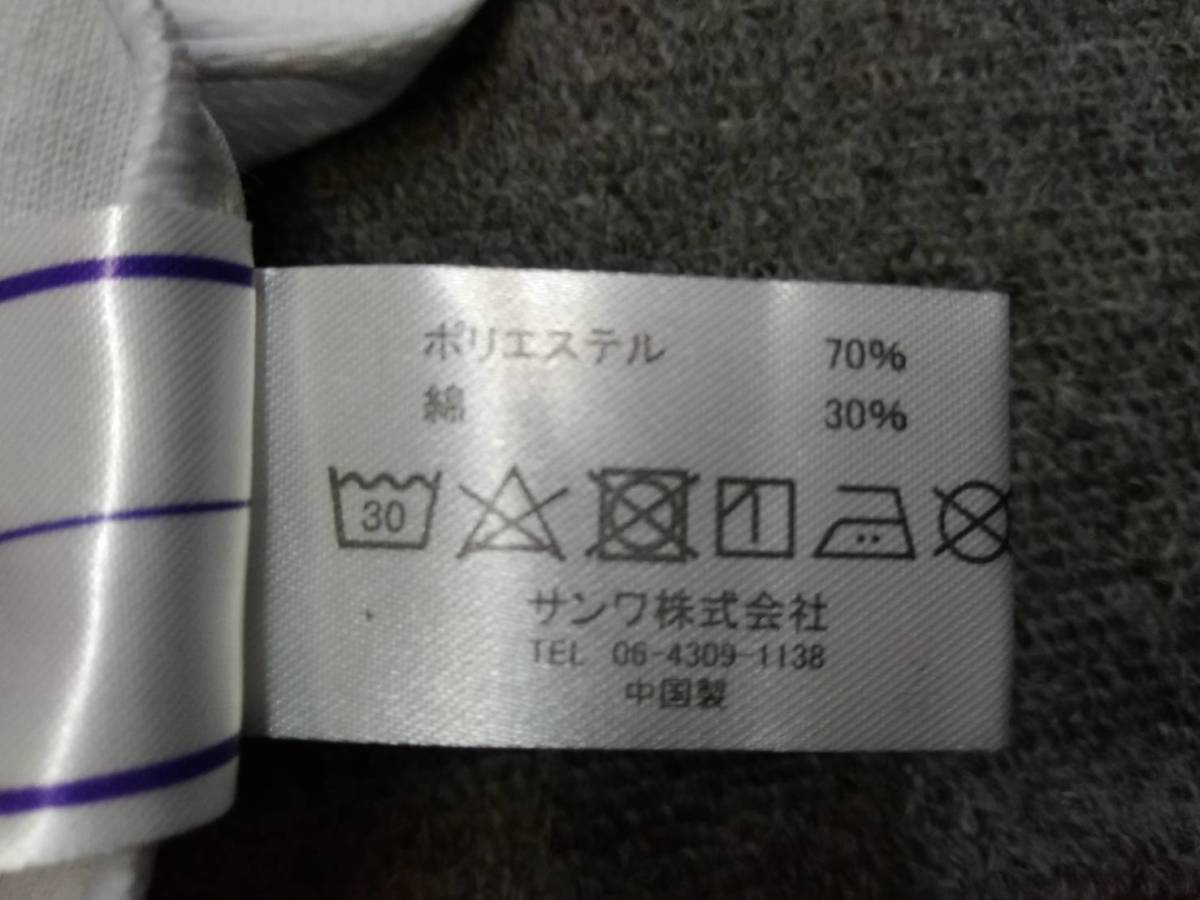 ポリエステル 70%
綿 30%
30
サンワ株式会社
TEL 06-4309-1138
中国製